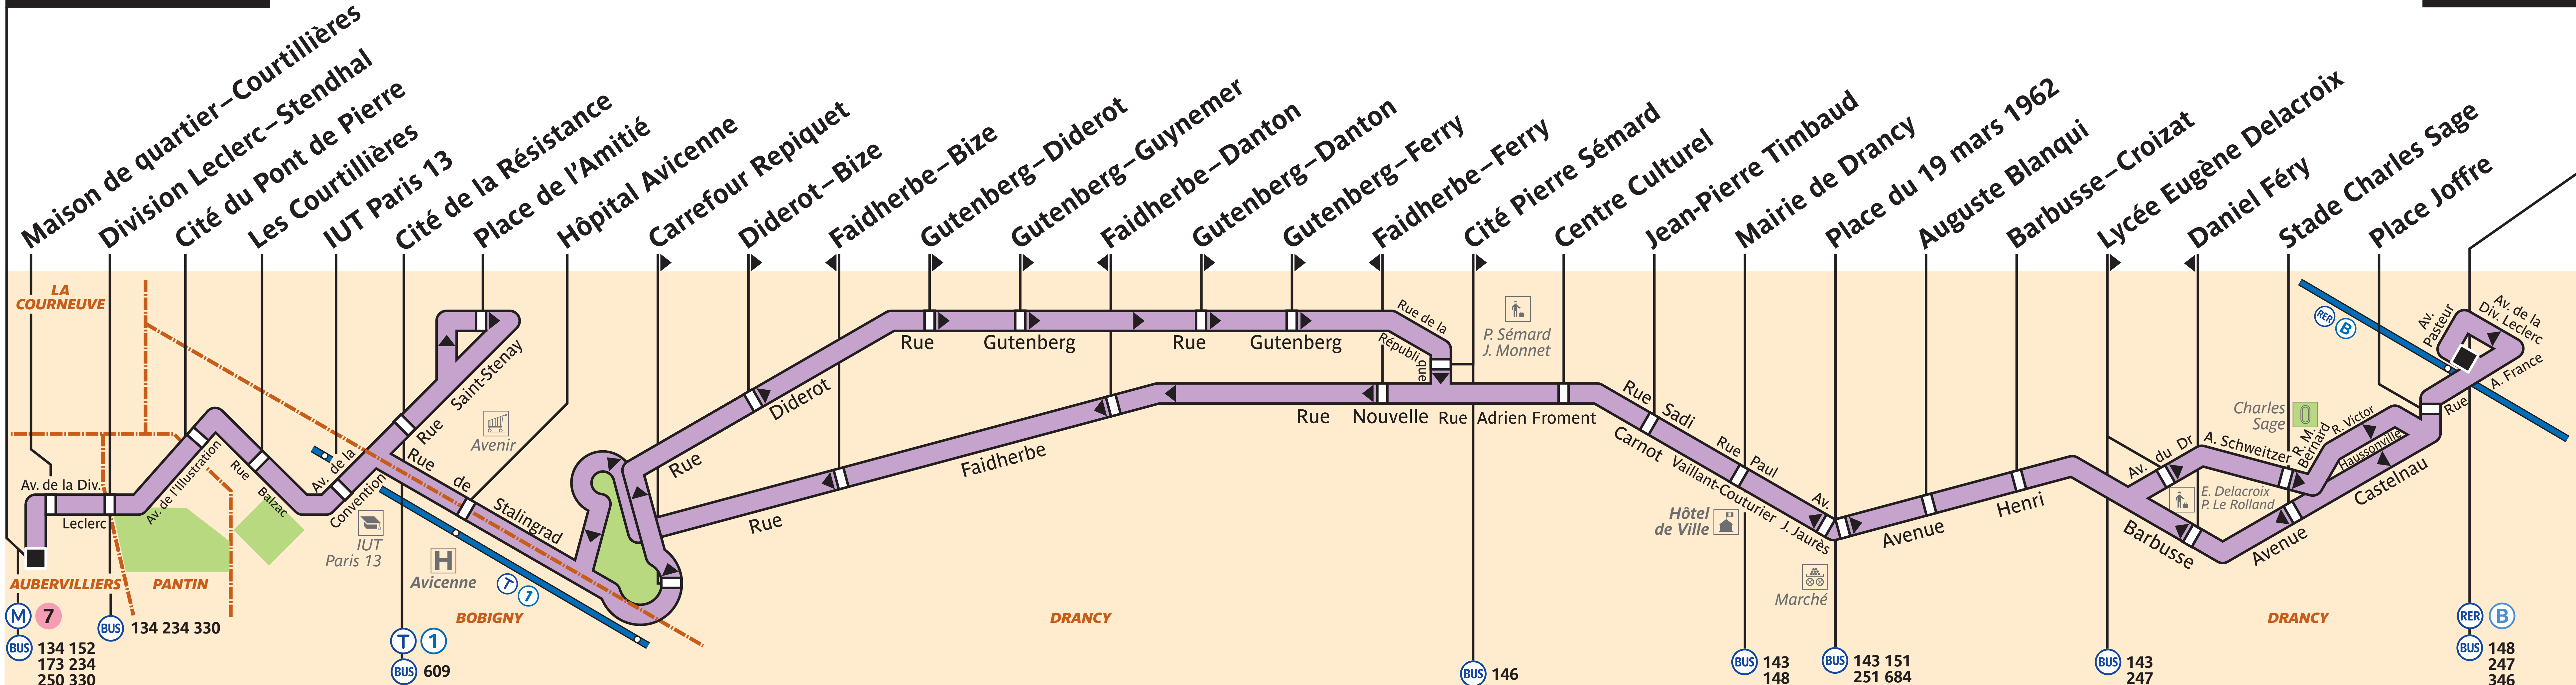 Maison de quartier–Courtillières
Division Leclerc–Stendhal
Cité du Pont de Pierre
Les Courtillières
IUT Paris 13
Cité de la Résistance
Place de l'Amitié
Hôpital Avicenne
Carrefour Repiquet
Diderot–Bize
Faidherbe–Bize
Gutenberg–Diderot
Gutenberg–Guynemer
Faidherbe–Danton
Gutenberg–Danton
Gutenberg–Ferry
Faidherbe–Ferry
Cité Pierre Sémard
Centre Culturel
Jean-Pierre Timbaud
Mairie de Drancy
Place du 19 mars 1962
Auguste Blanqui
Barbusse–Croizat
Lycée Eugène Delacroix
Daniel Féry
Stade Charles Sage
Place Joffre
LA
COURNEUVE
Av. de la Div.
Leclerc
Av. de l'Illustration
Rue
Balzac
Av. de la
Convention
Rue
Saint-Stenay
Avenir
Rue
de
Stalingrad
IUT
Paris 13
H
Avicenne
T 1
Rue
Diderot
Rue
Faidherbe
Rue
Gutenberg
Rue
Gutenberg
Rue de la
Républi
que
P. Sémard
J. Monnet
Rue
Nouvelle
Rue
Adrien Froment
Rue
Sadi
Carnot
Rue
Paul
Vaillant-Couturier
Av.
J. Jaurès
Hôtel
de Ville
Marché
Avenue
Henri
Barbusse
Av. du Dr
A. Schweitzer
E. Delacroix
P. Le Rolland
Charles
Sage
R. M.
Bernard
R. Victor
Haussonville
Avenue
Castelnau
Rue
A. France
Av.
Pasteur
Av. de la
Div. Leclerc
RER B
AUBERVILLIERS
PANTIN
BOBIGNY
DRANCY
DRANCY
M 7
BUS 134 152
173 234
250 330
BUS 134 234 330
T 1
BUS 609
BUS 146
BUS 143
148
BUS 143 151
251 684
BUS 143
247
RER B
BUS 148
247
346